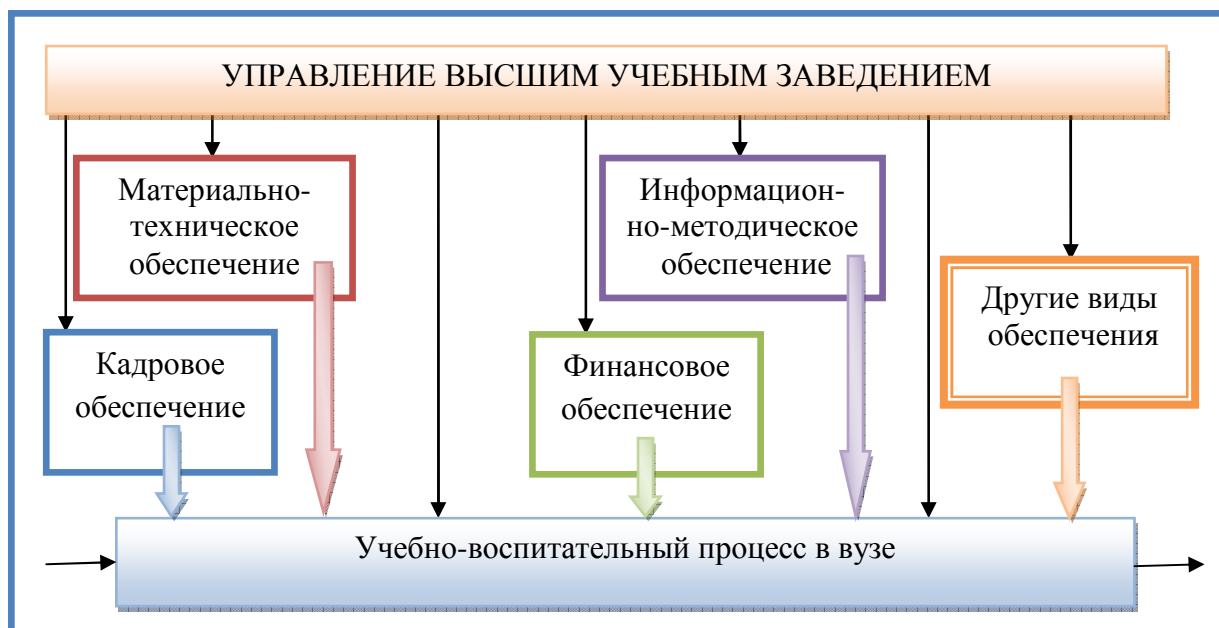 УПРАВЛЕНИЕ ВЫСШИМ УЧЕБНЫМ ЗАВЕДЕНИЕМ
Материально-
техническое
обеспечение
Информацион-
но-методическое
обеспечение
Другие виды
обеспечения
Кадровое
обеспечение
Финансовое
обеспечение
Учебно-воспитательный процесс в вузе